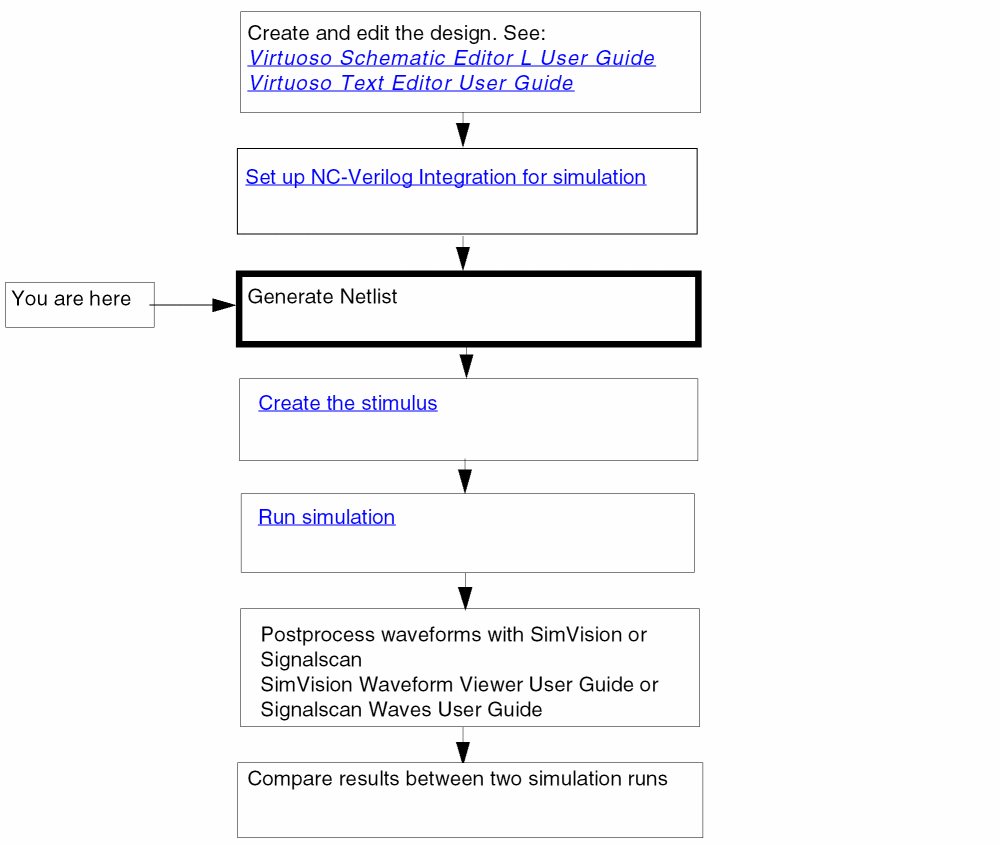 Create and edit the design. See:
Virtuoso Schematic Editor L User Guide
Virtuoso Text Editor User Guide
Set up NC-Verilog Integration for simulation
You are here
Generate Netlist
Create the stimulus
Run simulation
Postprocess waveforms with SimVision or
Signalscan
SimVision Waveform Viewer User Guide or
Signalscan Waves User Guide
Compare results between two simulation runs